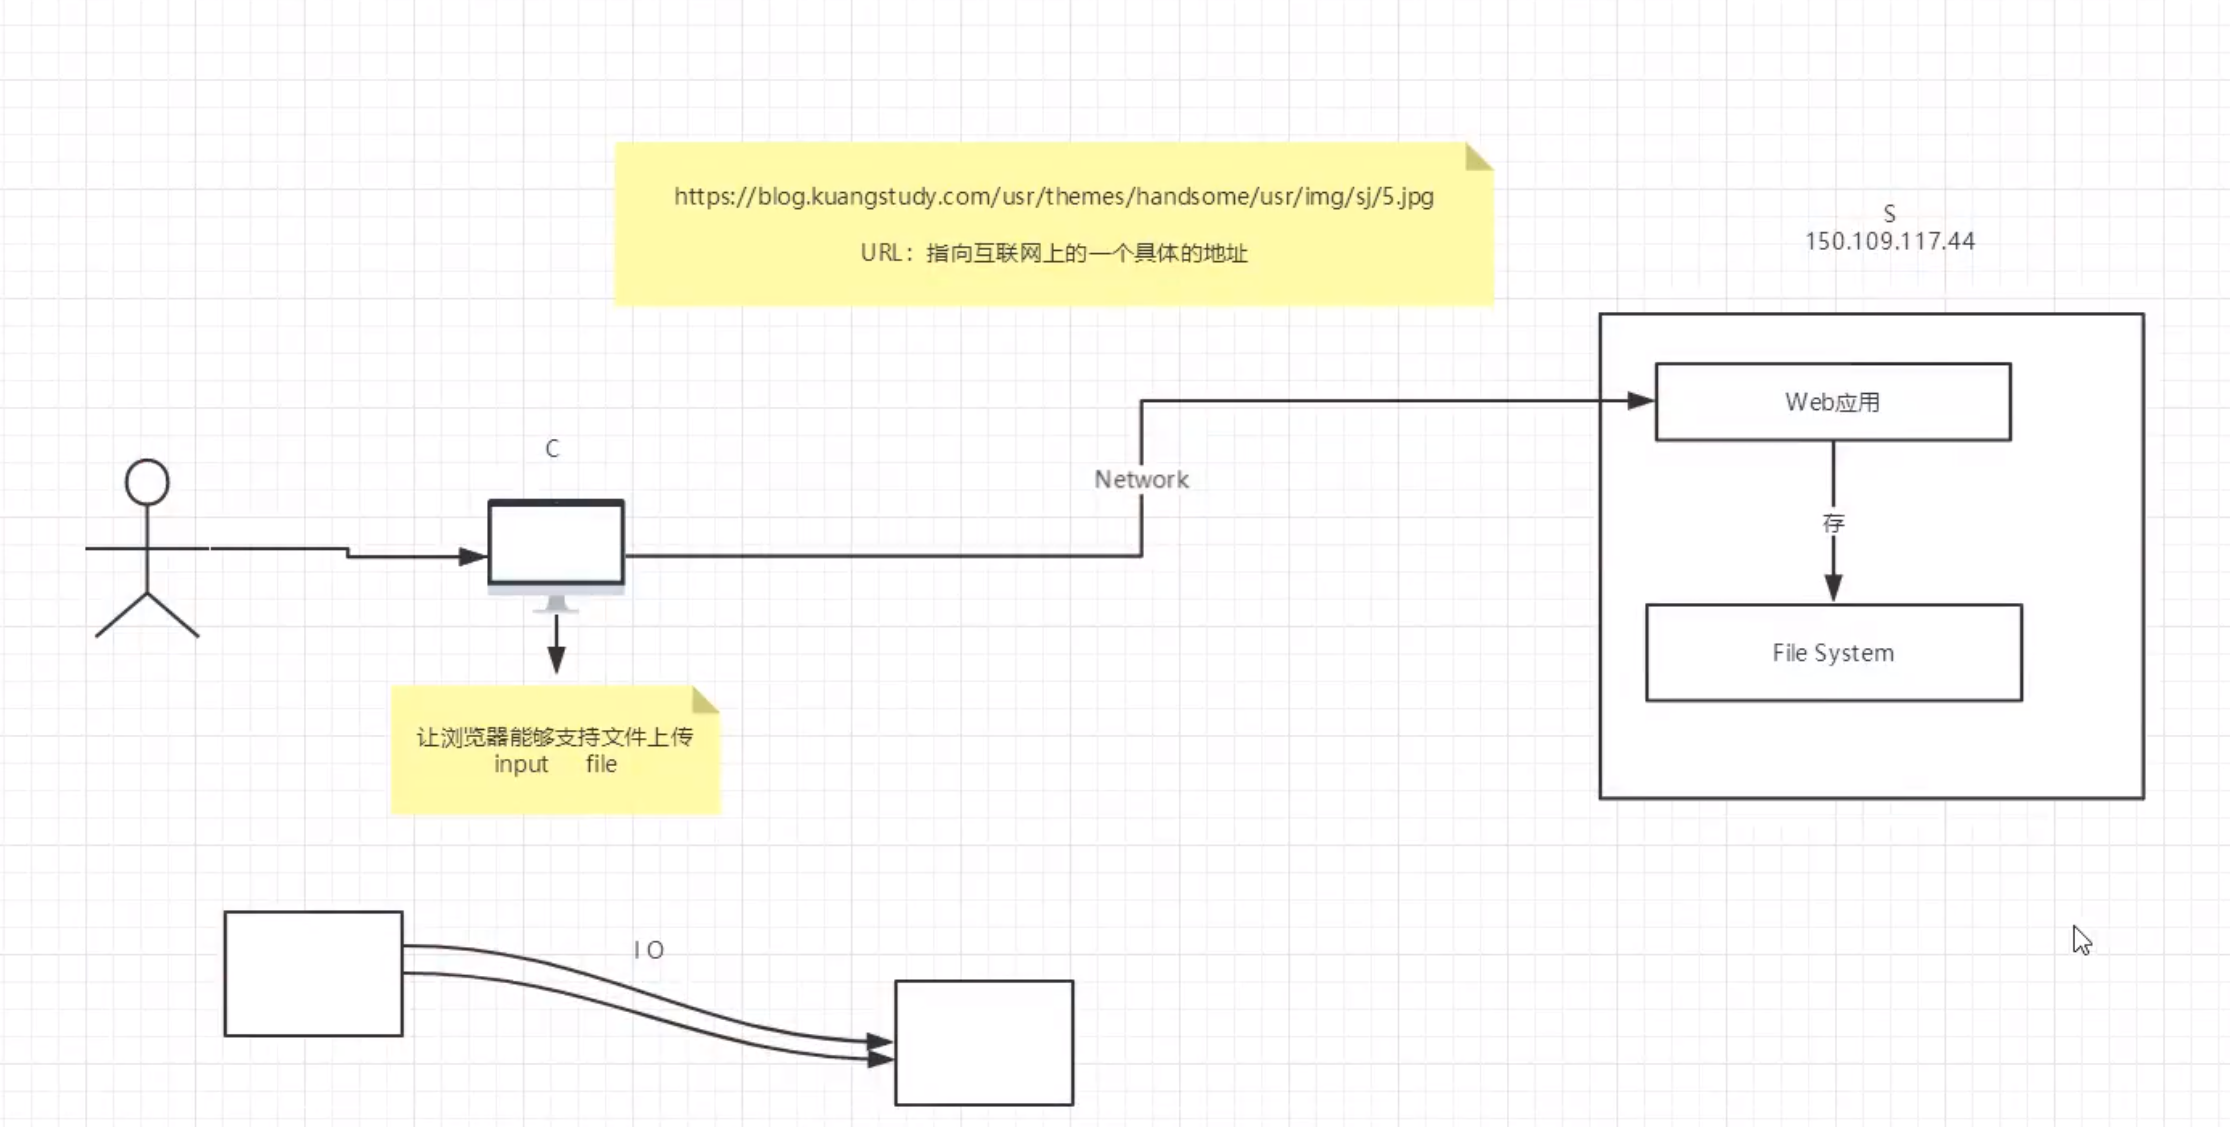 https://blog.kuangstudy.com/usr/themes/handsome/usr/img/sj/5.jpg
URL：指向互联网上的一个具体的地址
S
150.109.117.44
Web应用
C
Network
存
File System
让浏览器能够支持文件上传
input file
I O